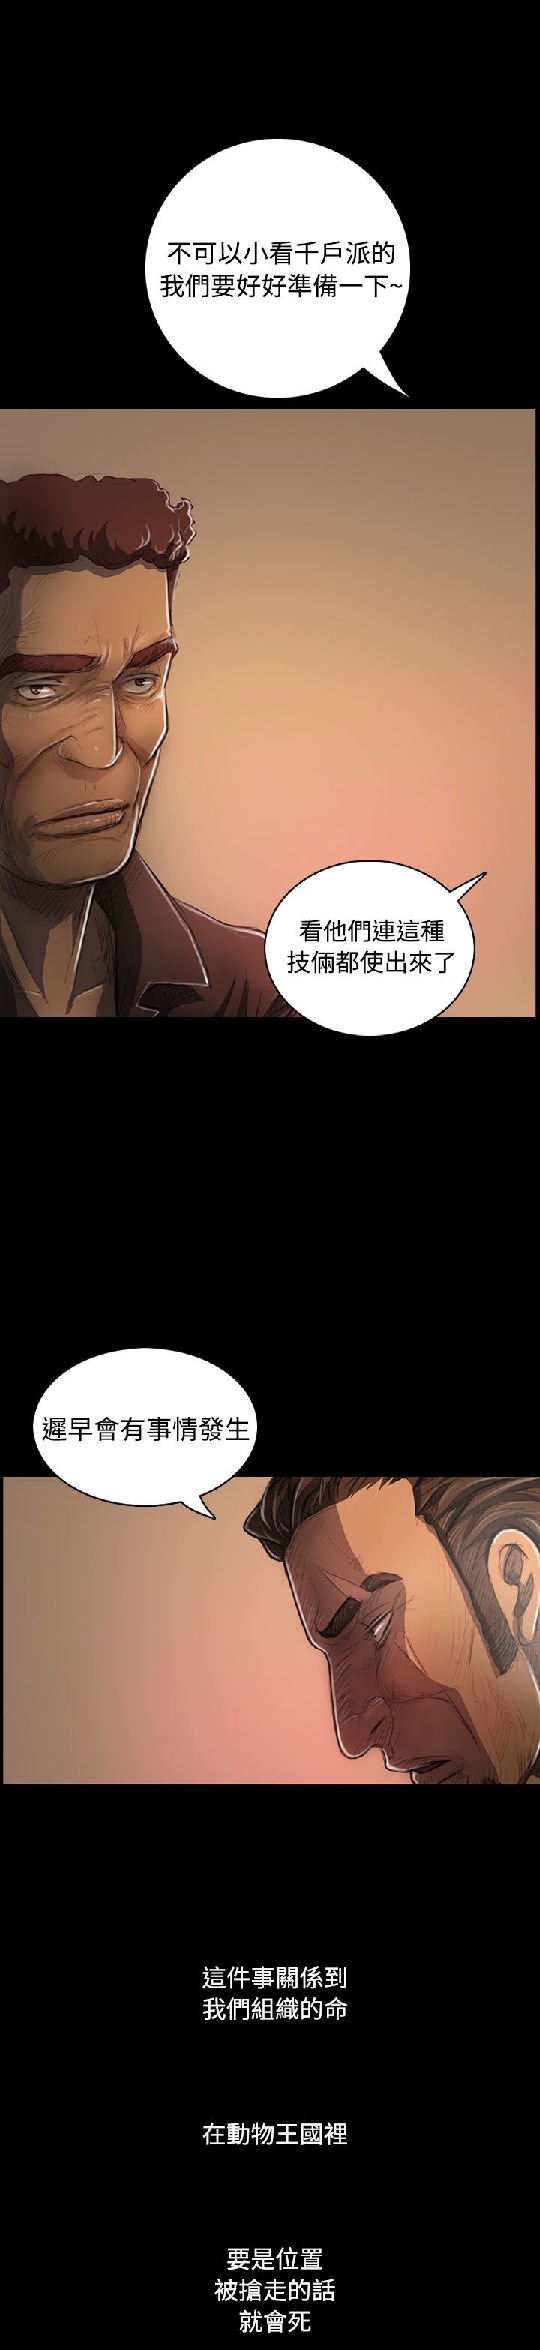 不可以小看千戶派的
我們要好好準備一下~
看他們連這種
技倆都使出來了
遲早會有事情發生
這件事關係到
我們組織的命
在動物王國裡
要是位置
被搶走的話
就會死